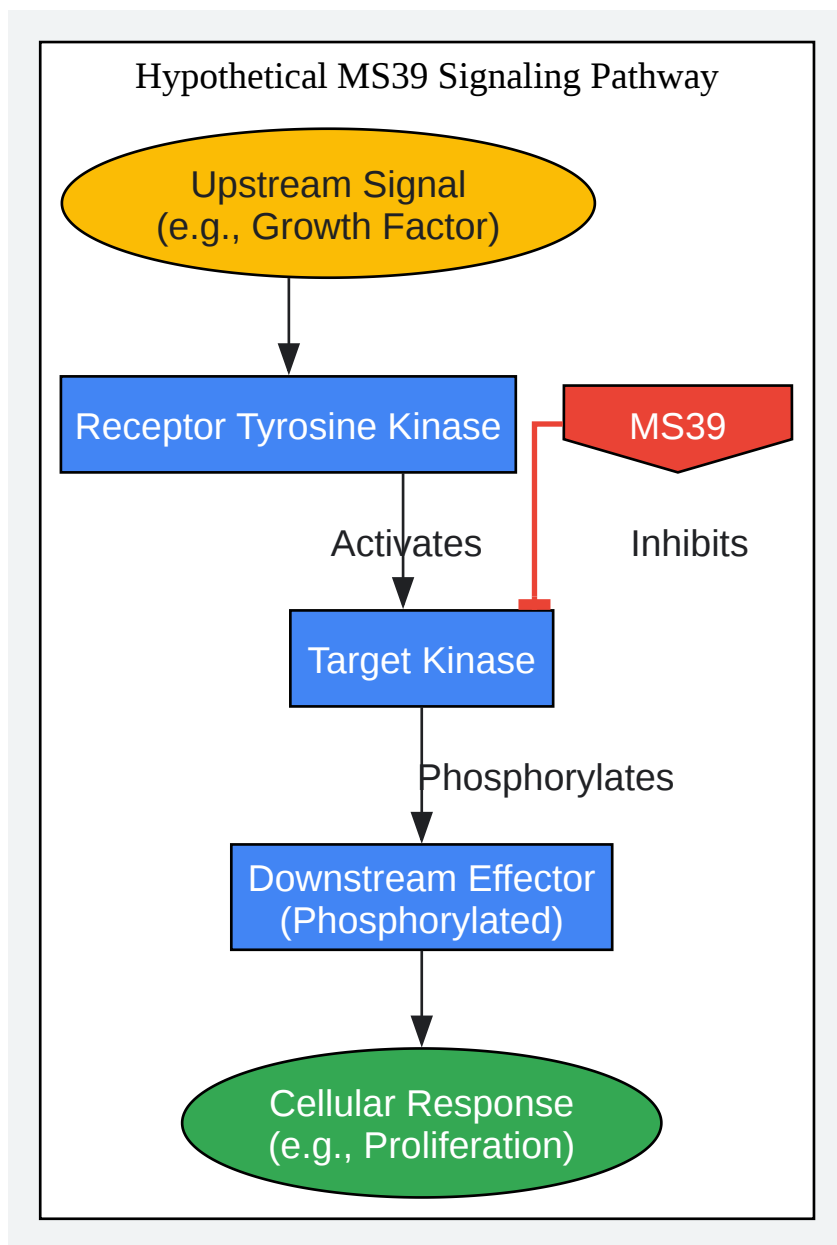 Hypothetical MS39 Signaling Pathway
Upstream Signal
(e.g., Growth Factor)
Receptor Tyrosine Kinase
MS39
Activates
Inhibits
Target Kinase
Phosphorylates
Downstream Effector
(Phosphorylated)
Cellular Response
(e.g., Proliferation)